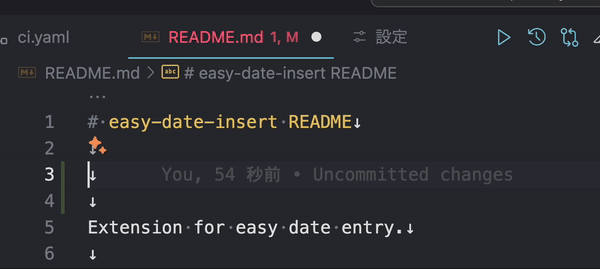 ci.yaml README.md 1, M 設定
README.md > # easy-date-insert README
...
1 # easy-date-insert README↓
2 ↓
3 ↓ You, 54 秒前 • Uncommitted changes
4 ↓
5 Extension·for·easy·date·entry.↓
6 ↓